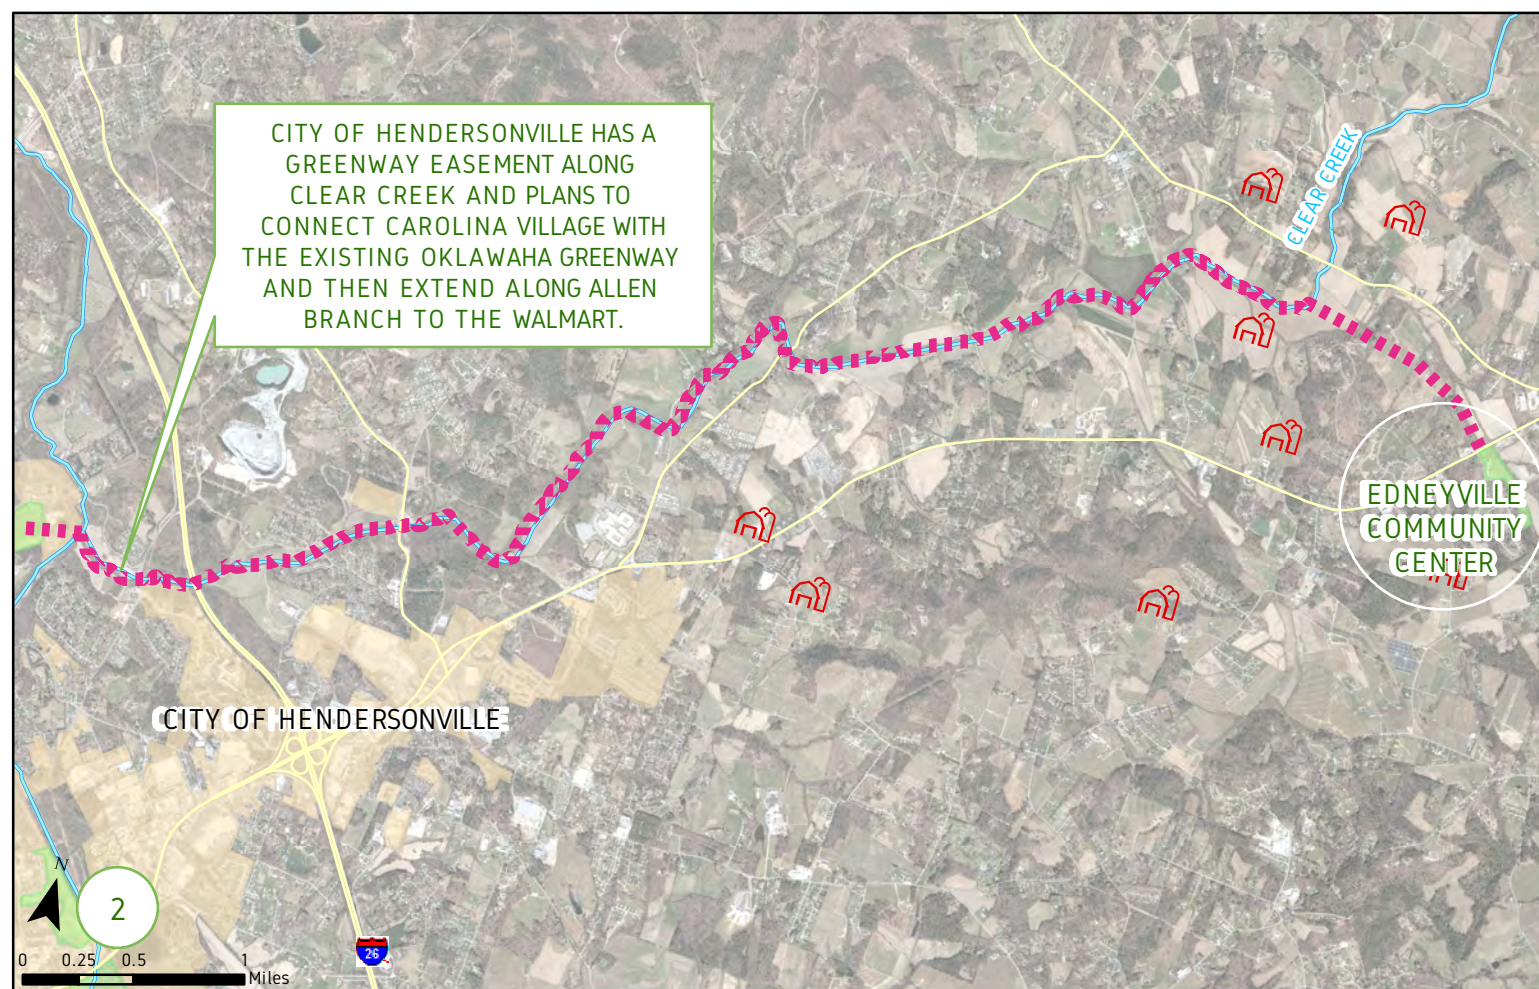 CITY OF HENDERSONVILLE HAS A
GREENWAY EASEMENT ALONG
CLEAR CREEK AND PLANS TO
CONNECT CAROLINA VILLAGE WITH
THE EXISTING OKLAWAHA GREENWAY
AND THEN EXTEND ALONG ALLEN
BRANCH TO THE WALMART.
CLEAR CREEK
EDNEYVILLE
COMMUNITY
CENTER
CITY OF HENDERSONVILLE
N
2
26
0 0.25 0.5 1
Miles